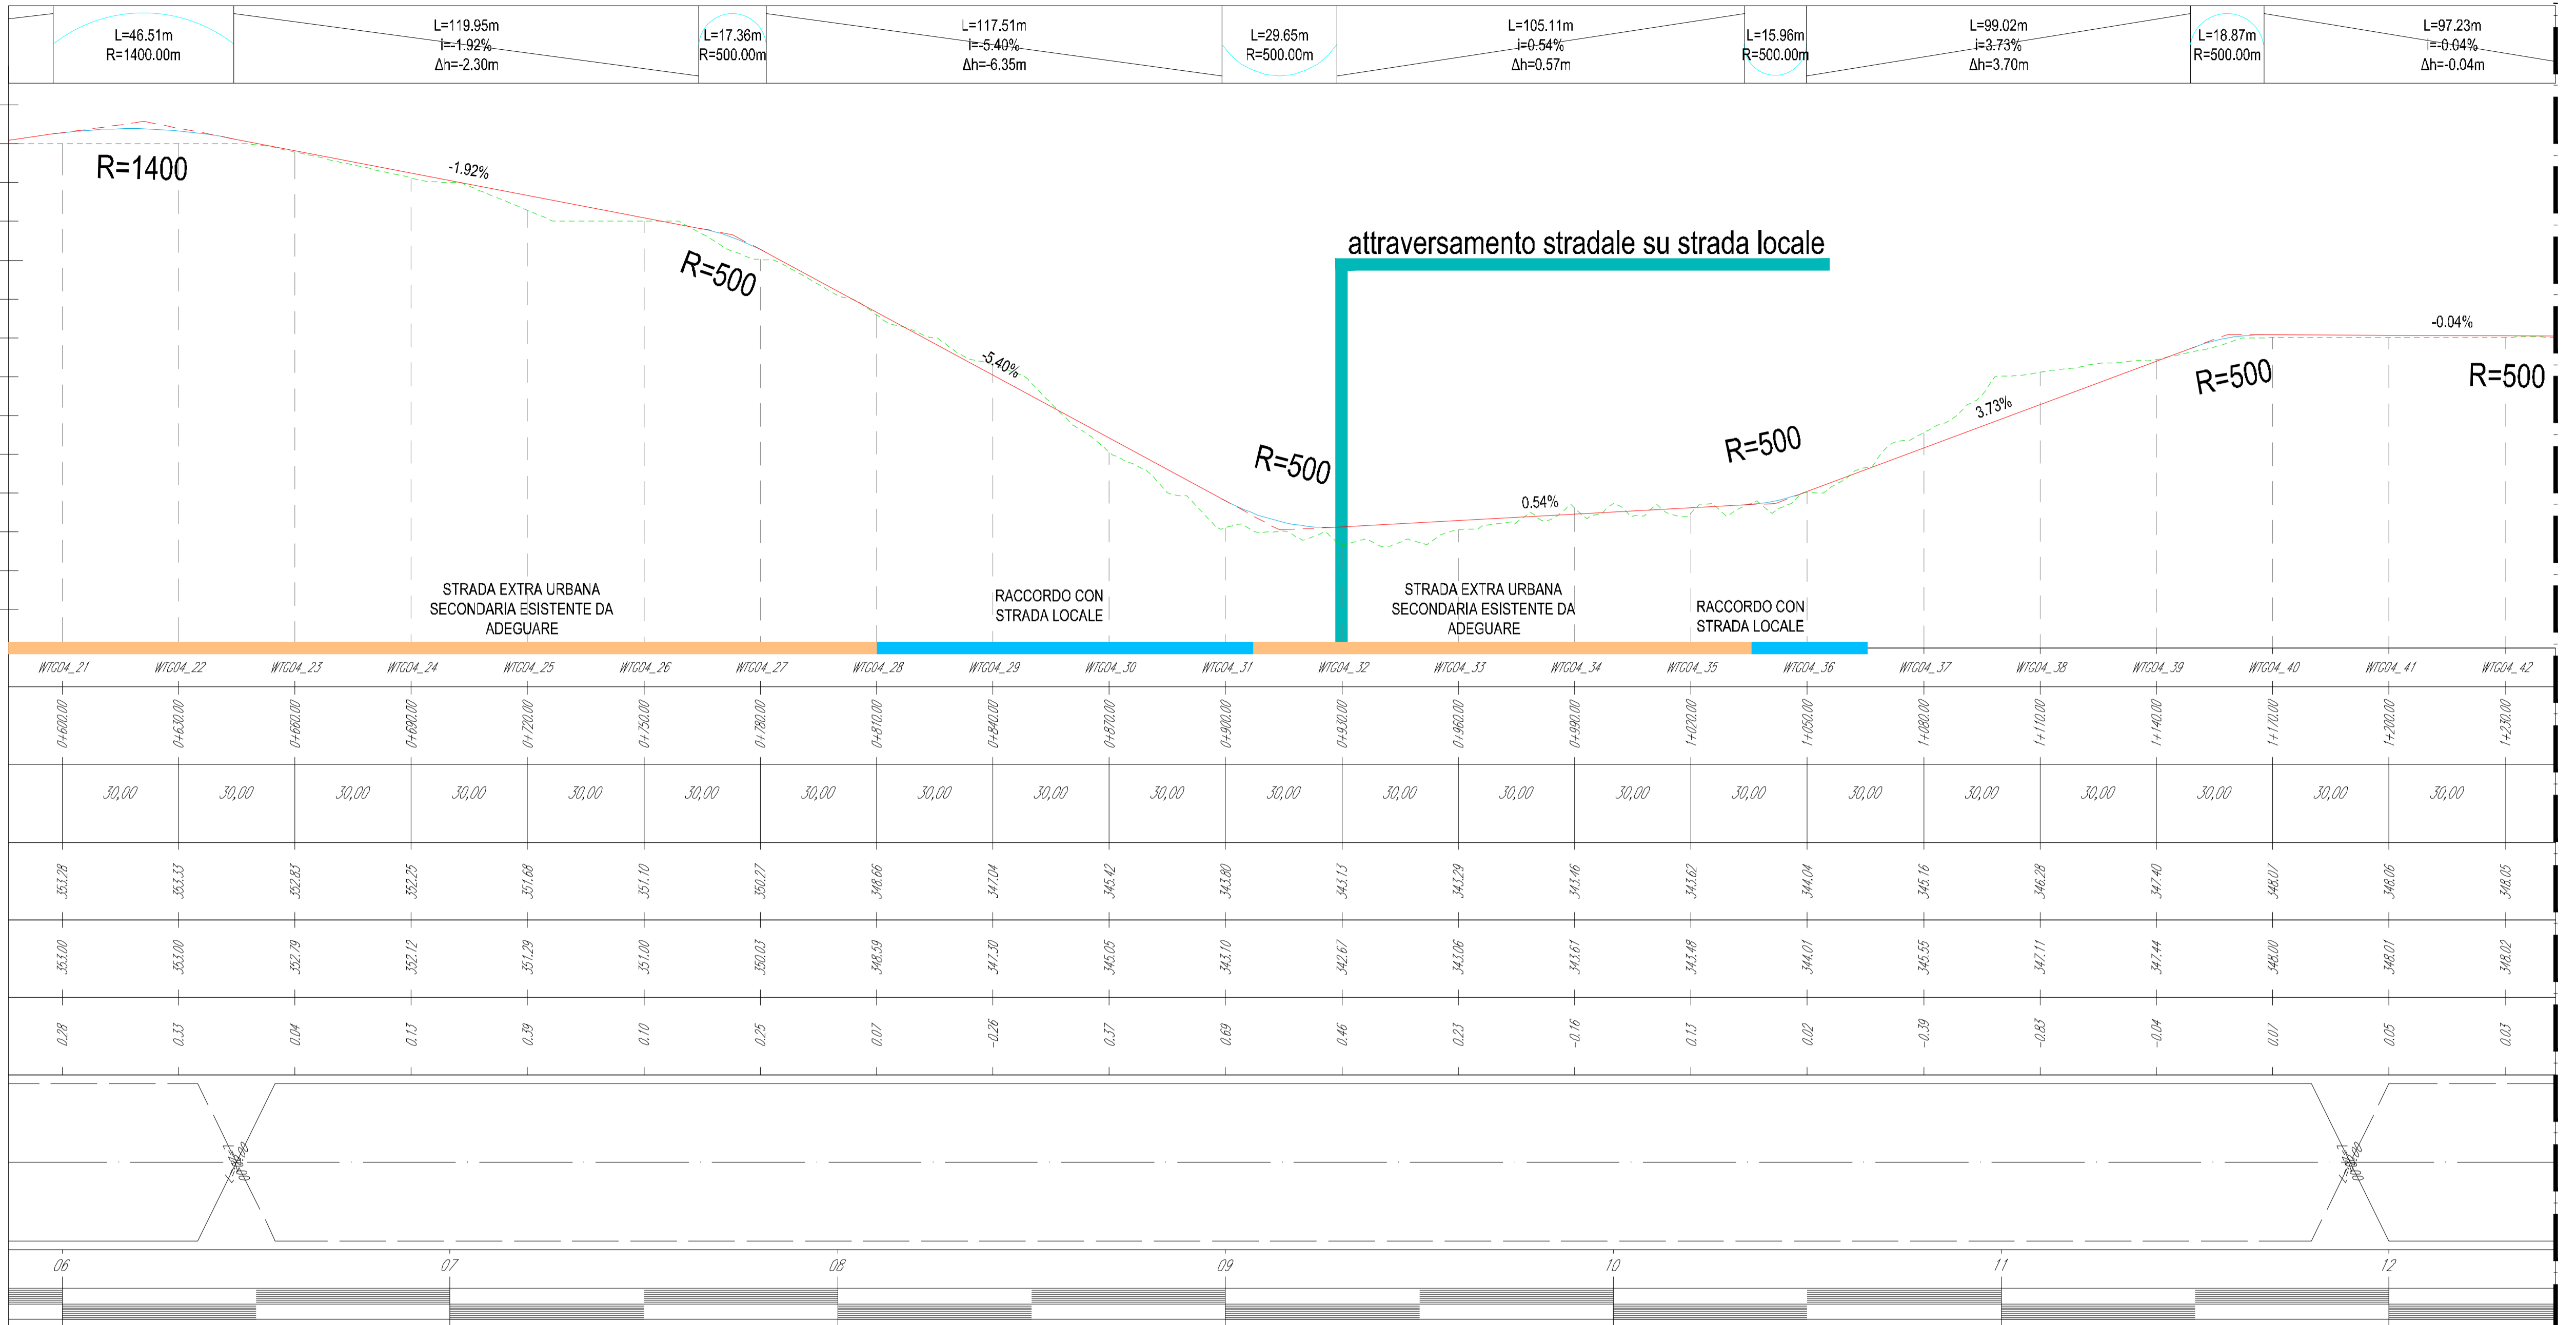 L=46.51m
R=1400.00m
L=119.95m
i=-1.92%
Δh=-2.30m
L=17.36m
R=500.00m
L=117.51m
i=-5.40%
Δh=-6.35m
L=29.65m
R=500.00m
L=105.11m
i=0.54%
Δh=0.57m
L=15.96m
R=500.00m
L=99.02m
i=3.73%
Δh=3.70m
L=18.87m
R=500.00m
L=97.23m
i=-0.04%
Δh=-0.04m
R=1400
-1.92%
R=500
-5.40%
attraversamento stradale su strada locale
R=500
0.54%
R=500
3.73%
R=500
-0.04%
R=500
STRADA EXTRA URBANA
SECONDARIA ESISTENTE DA
ADEGUARE
RACCORDO CON
STRADA LOCALE
STRADA EXTRA URBANA
SECONDARIA ESISTENTE DA
ADEGUARE
RACCORDO CON
STRADA LOCALE
WTG04_21 WTG04_22 WTG04_23 WTG04_24 WTG04_25 WTG04_26 WTG04_27 WTG04_28 WTG04_29 WTG04_30 WTG04_31 WTG04_32 WTG04_33 WTG04_34 WTG04_35 WTG04_36 WTG04_37 WTG04_38 WTG04_39 WTG04_40 WTG04_41 WTG04_42
0+600.00 0+630.00 0+660.00 0+690.00 0+720.00 0+750.00 0+780.00 0+810.00 0+840.00 0+870.00 0+900.00 0+930.00 0+960.00 0+990.00 1+020.00 1+050.00 1+080.00 1+110.00 1+140.00 1+170.00 1+200.00 1+230.00
30,00 30,00 30,00 30,00 30,00 30,00 30,00 30,00 30,00 30,00 30,00 30,00 30,00 30,00 30,00 30,00 30,00 30,00 30,00 30,00 30,00
353.28 353.33 352.83 352.25 351.68 351.10 350.27 348.66 347.04 345.42 343.80 343.13 343.29 343.46 343.62 344.04 345.16 346.28 347.40 348.07 348.06 348.05
353.00 353.00 352.79 352.12 351.29 351.00 350.03 348.59 347.30 345.05 343.10 342.67 343.06 343.61 343.48 344.01 345.55 347.11 347.44 348.00 348.01 348.02
0.28 0.33 0.04 0.13 0.39 0.10 0.25 0.07 -0.26 0.37 0.69 0.46 0.23 -0.16 0.13 0.02 -0.39 -0.83 -0.04 0.07 0.05 0.03
06 07 08 09 10 11 12